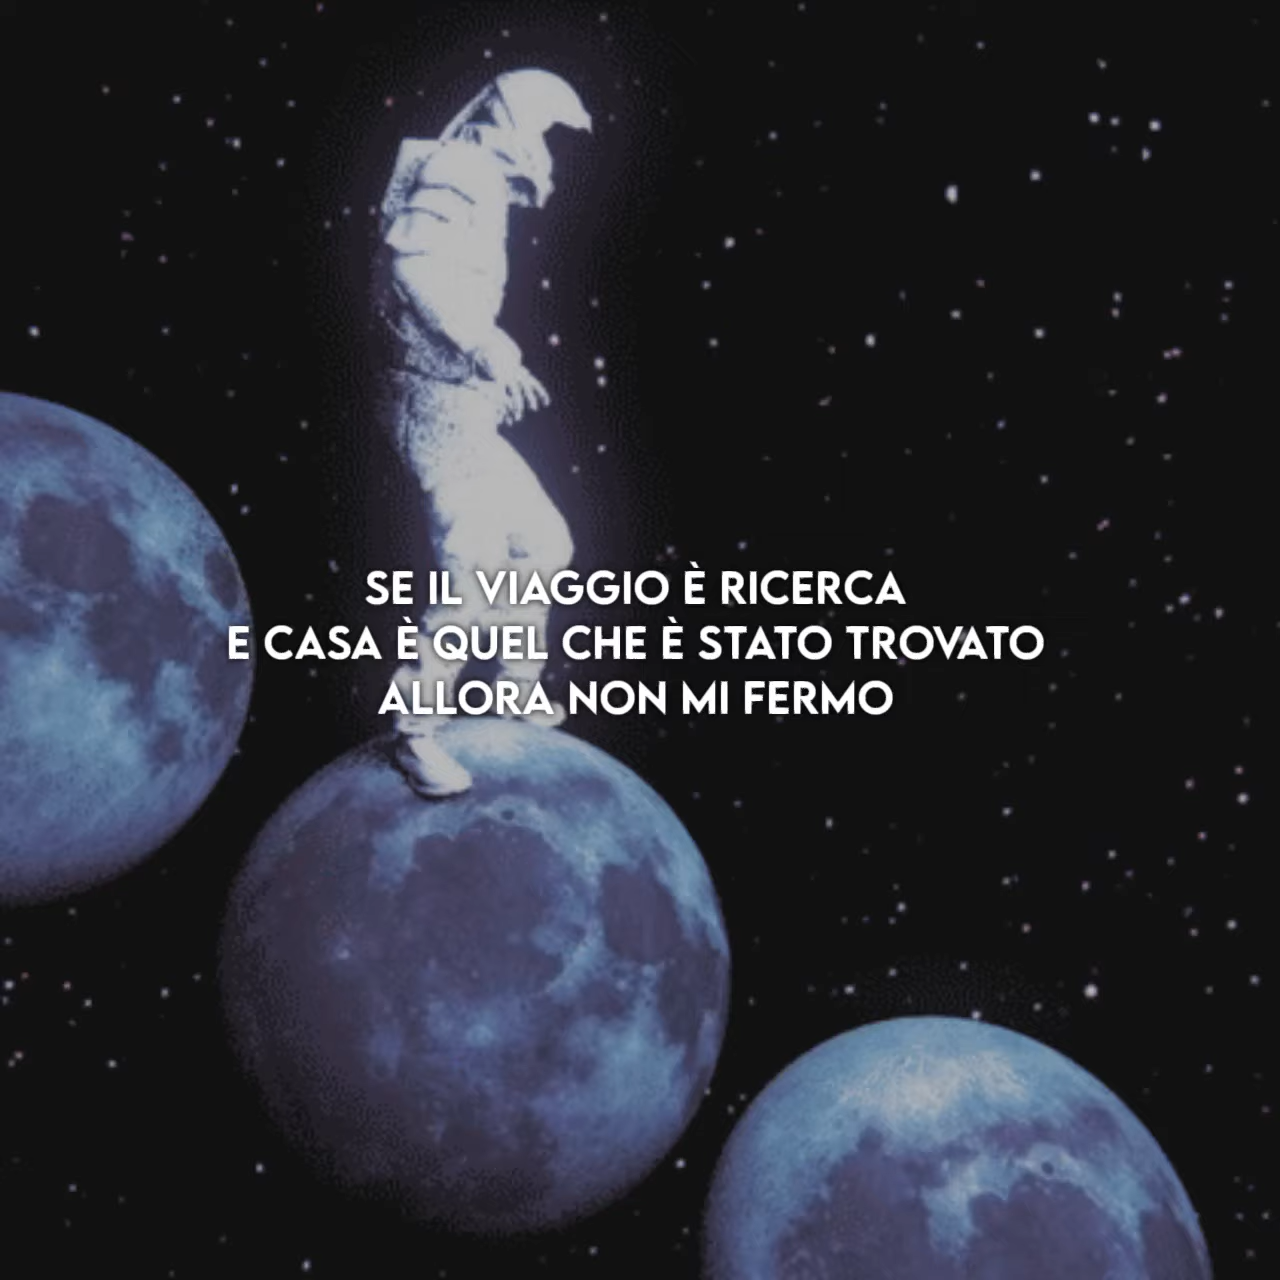 SE IL VIAGGIO È RICERCA
E CASA È QUEL CHE È STATO TROVATO
ALLORA NON MI FERMO